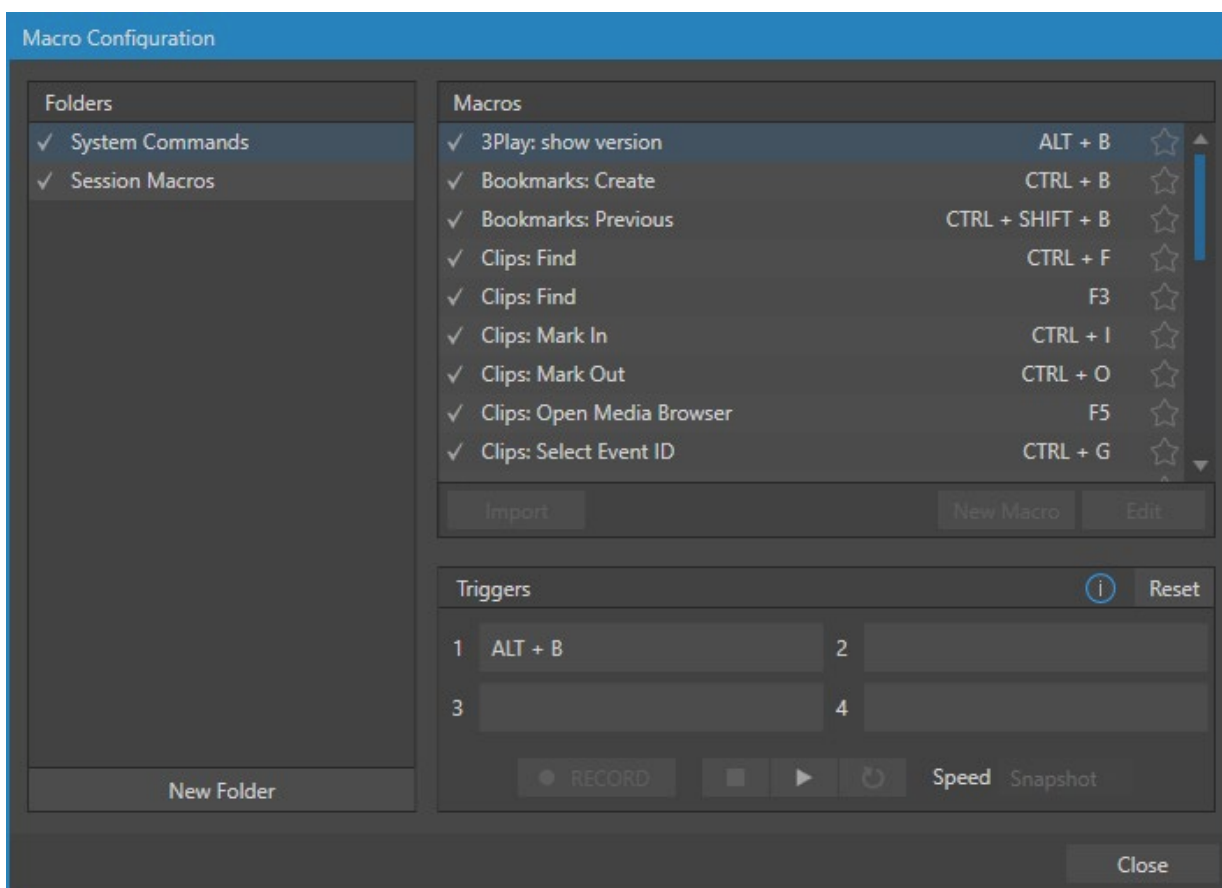 Macro Configuration
Folders
System Commands
Session Macros
New Folder
Macros
3Play: show version ALT + B
Bookmarks: Create CTRL + B
Bookmarks: Previous CTRL + SHIFT + B
Clips: Find CTRL + F
Clips: Find F3
Clips: Mark In CTRL + I
Clips: Mark Out CTRL + O
Clips: Open Media Browser F5
Clips: Select Event ID CTRL + G
Import New Macro Edit
Triggers i Reset
1 ALT + B 2
3 4
RECORD Speed Snapshot
Close